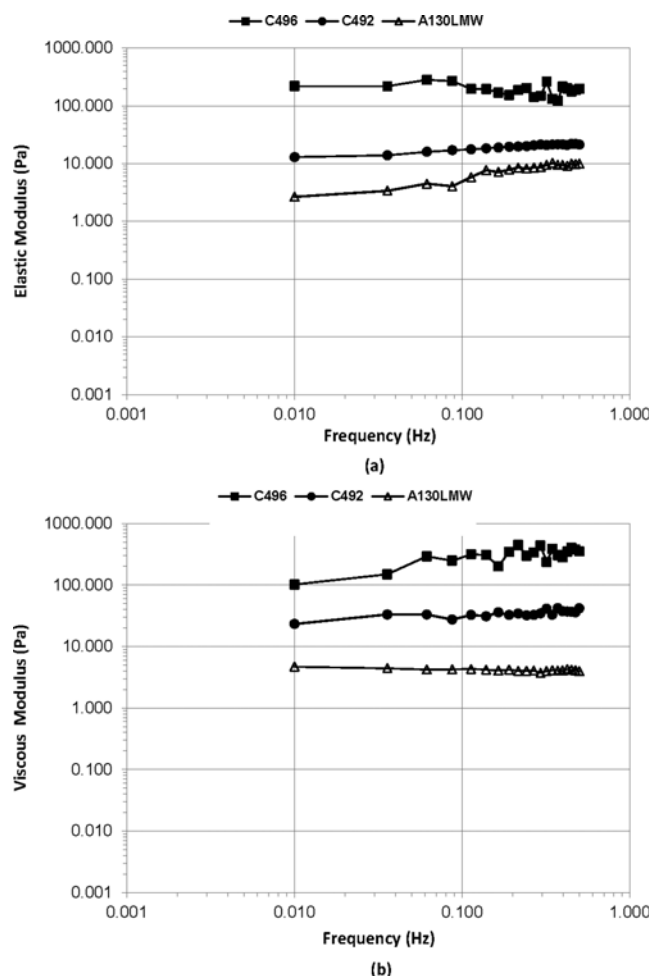 C496 C492 A130LMW
1000.000
100.000
10.000
1.000
0.100
0.010
0.001
Elastic Modulus (Pa)
0.001 0.010 0.100 1.000
Frequency (Hz)
(a)
C496 C492 A130LMW
1000.000
100.000
10.000
1.000
0.100
0.010
0.001
Viscous Modulus (Pa)
0.001 0.010 0.100 1.000
Frequency (Hz)
(b)